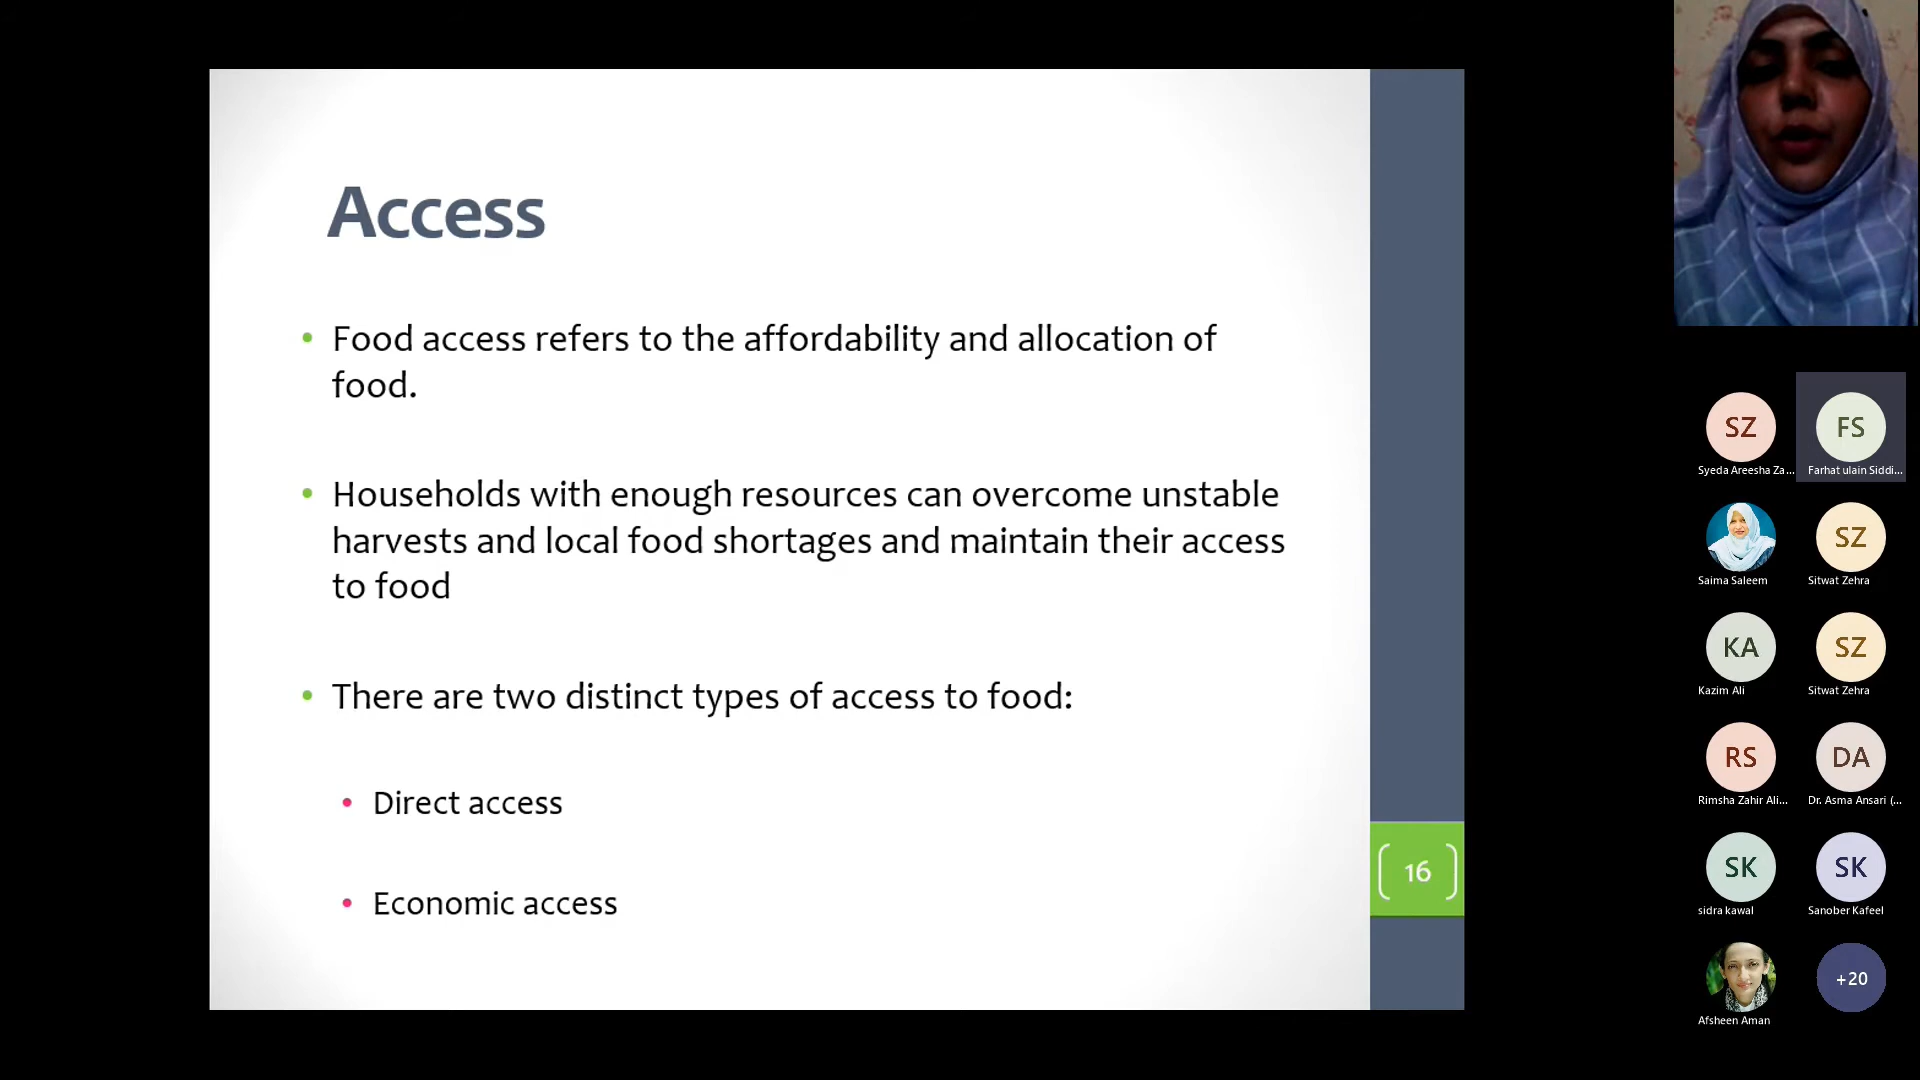 Access
• Food access refers to the affordability and allocation of
food.
• Households with enough resources can overcome unstable
harvests and local food shortages and maintain their access
to food
• There are two distinct types of access to food:
• Direct access
• Economic access
16
SZ
Syeda Areesha Za...
FS
Farhat ulain Siddi...
Saima Saleem
SZ
Sitwat Zehra
KA
Kazim Ali
SZ
Sitwat Zehra
RS
Rimsha Zahir Ali...
DA
Dr. Asma Ansari (...
SK
sidra kawal
SK
Sanober Kafeel
Afsheen Aman
+20